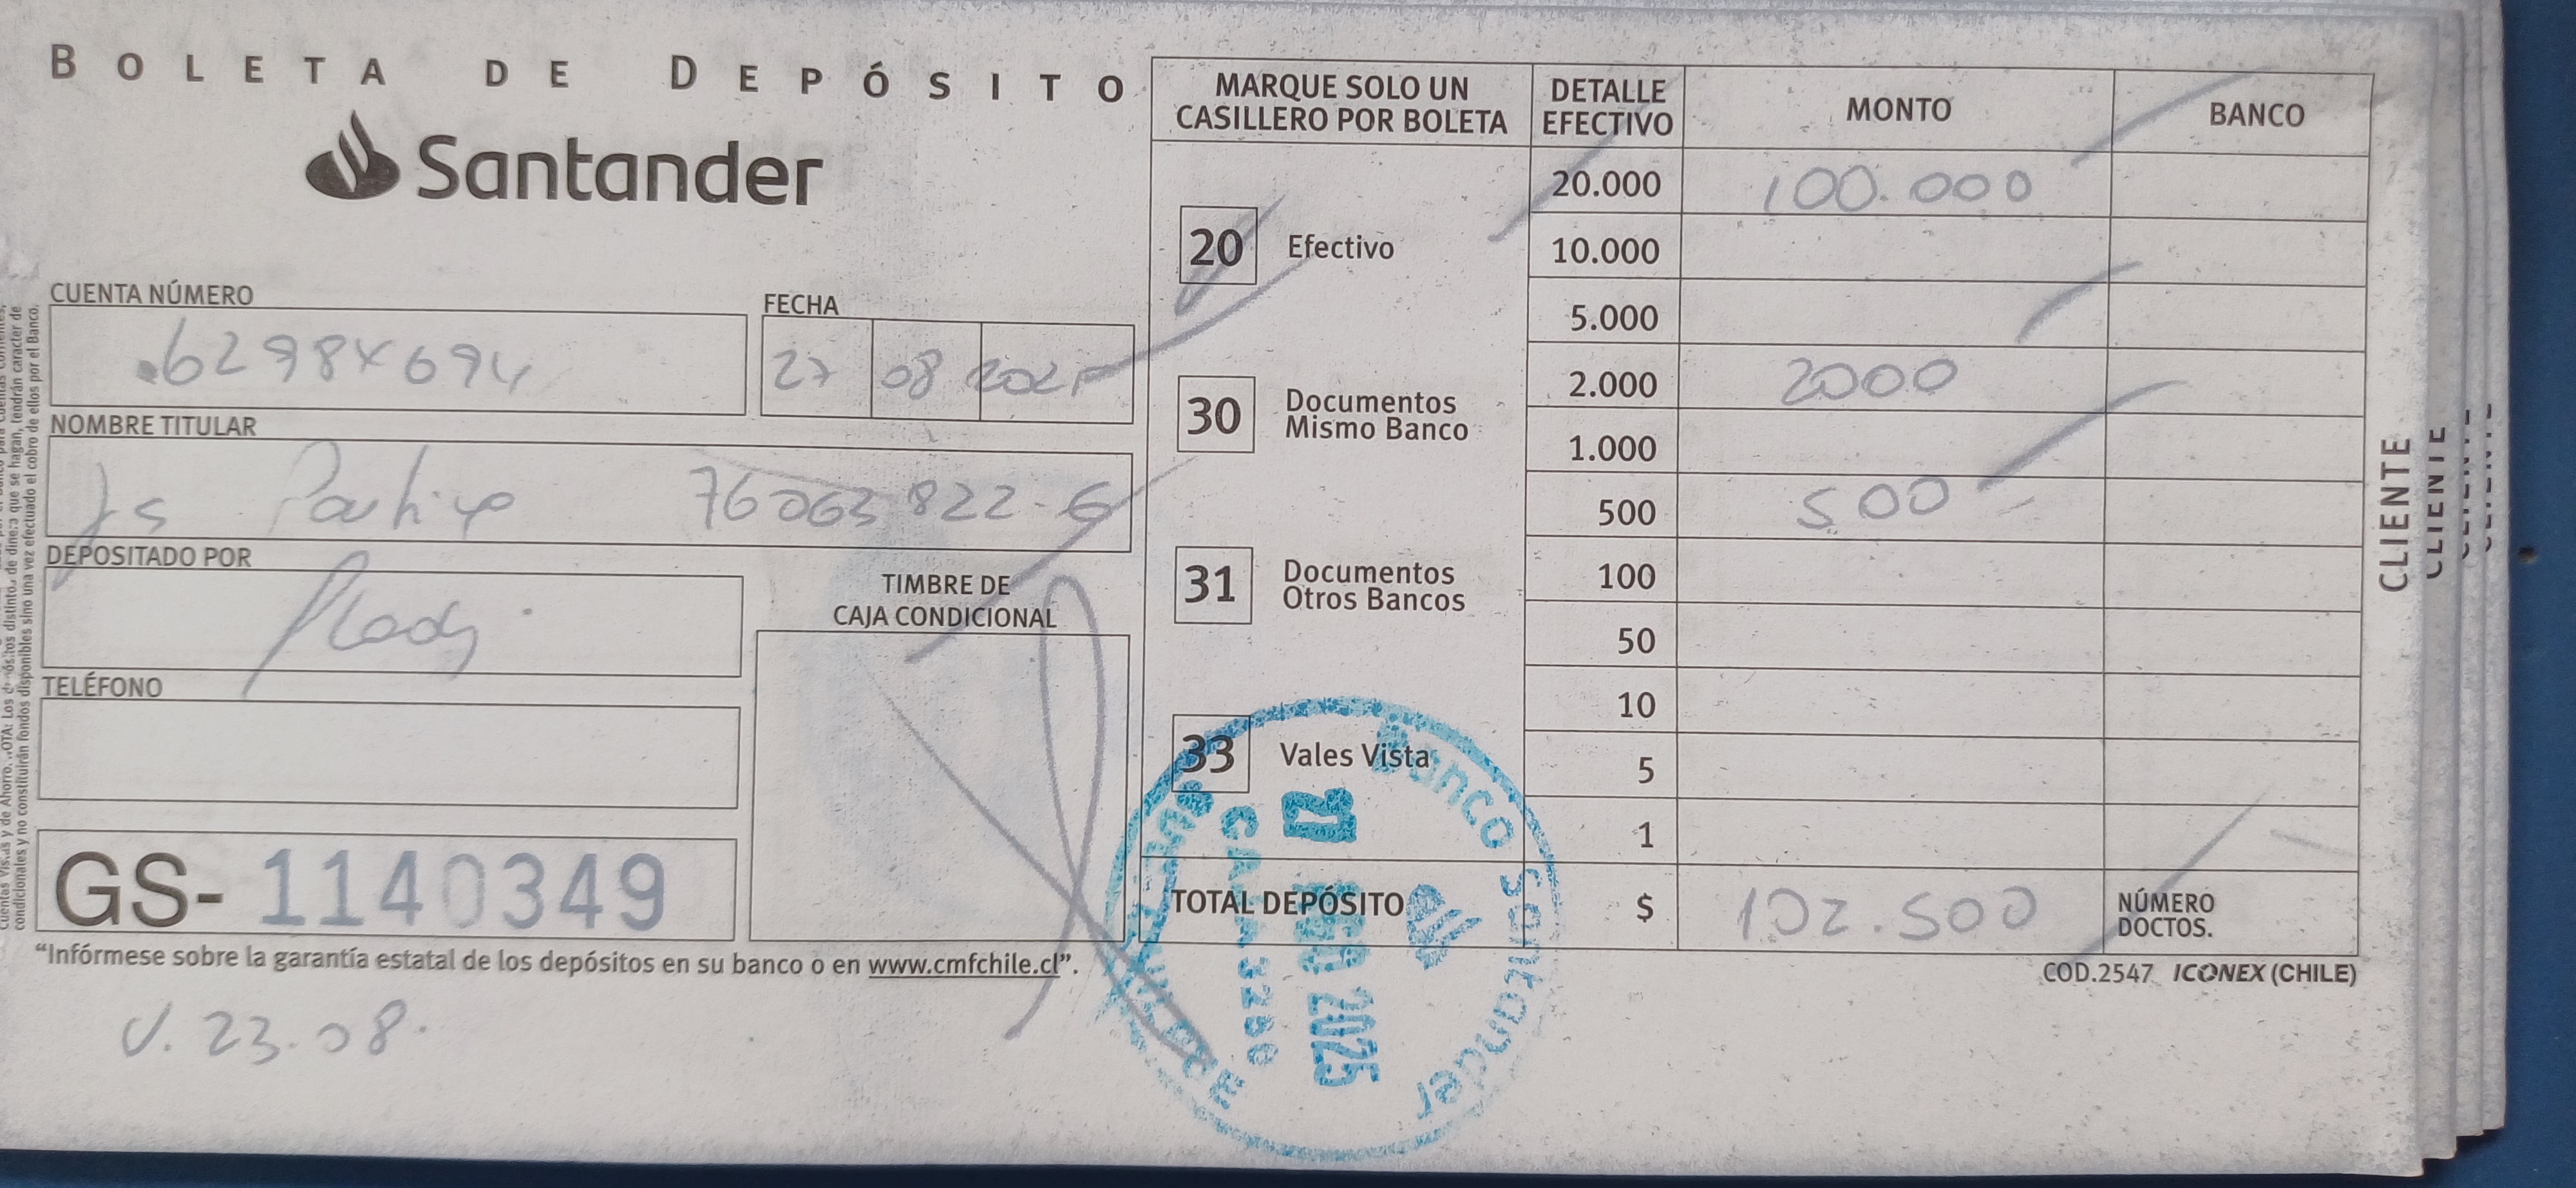 BOLETA DE DEPÓSITO
Santander
CUENTA NÚMERO
62984694
FECHA
27 08 2025
NOMBRE TITULAR
76063822-6
DEPOSITADO POR
TELÉFONO
TIMBRE DE
CAJA CONDICIONAL
GS- 1140349
“Infórmese sobre la garantía estatal de los depósitos en su banco o en www.cmfchile.cl”.
V. 23.08.
MARQUE SOLO UN
CASILLERO POR BOLETA
20 Efectivo
30 Documentos
Mismo Banco
31 Documentos
Otros Bancos
33 Vales Vista
DETALLE
EFECTIVO
MONTO
BANCO
20.000 100.000
10.000
5.000
2.000 2000
1.000
500 500
100
50
10
5
1
TOTAL DEPÓSITO $ 102.500
NÚMERO
DOCTOS.
COD.2547 ICONEX (CHILE)
CLIENTE
CLIENTE
Banco Santander
2025